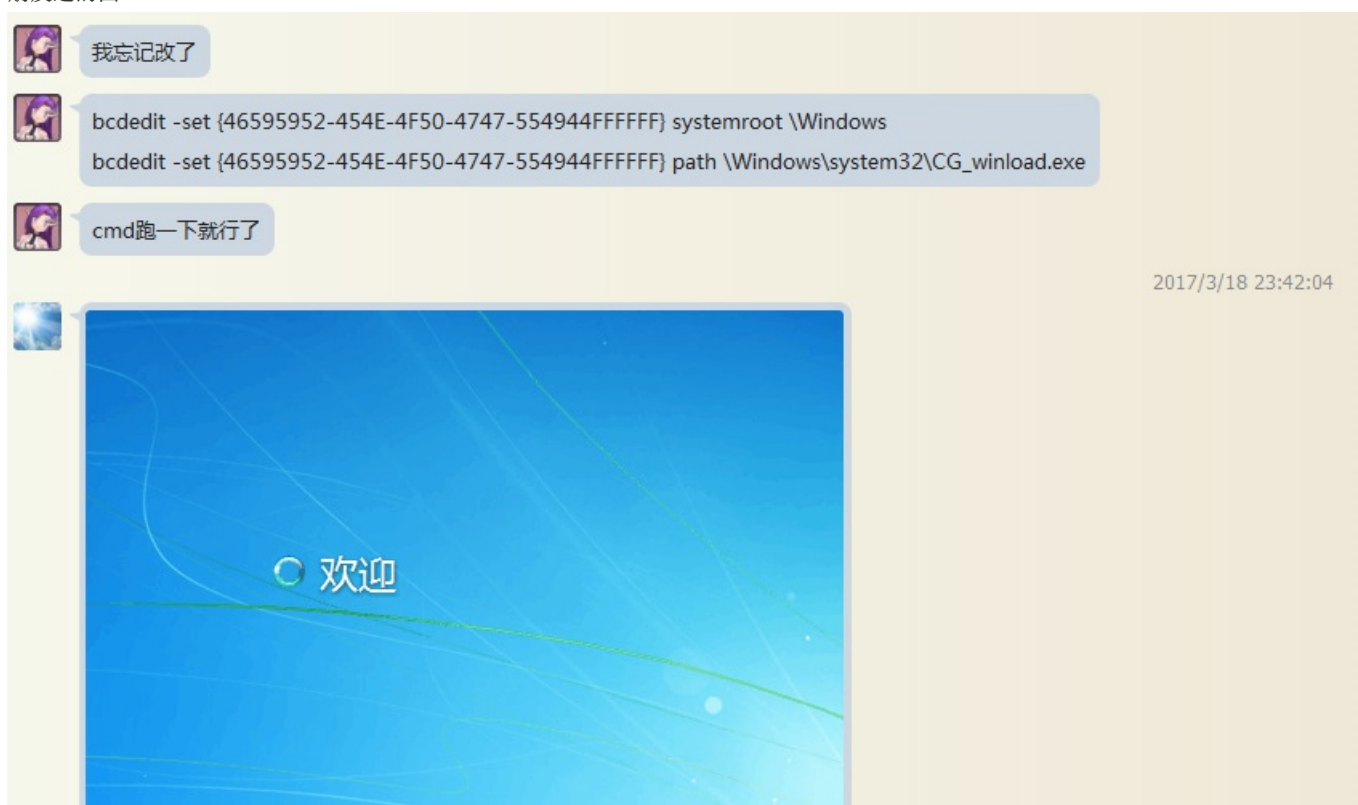 我忘记改了
bcdedit -set {46595952-454E-4F50-4747-554944FFFFFF} systemroot \Windows
bcdedit -set {46595952-454E-4F50-4747-554944FFFFFF} path \Windows\system32\CG_winload.exe
cmd跑一下就行了
2017/3/18 23:42:04
欢迎